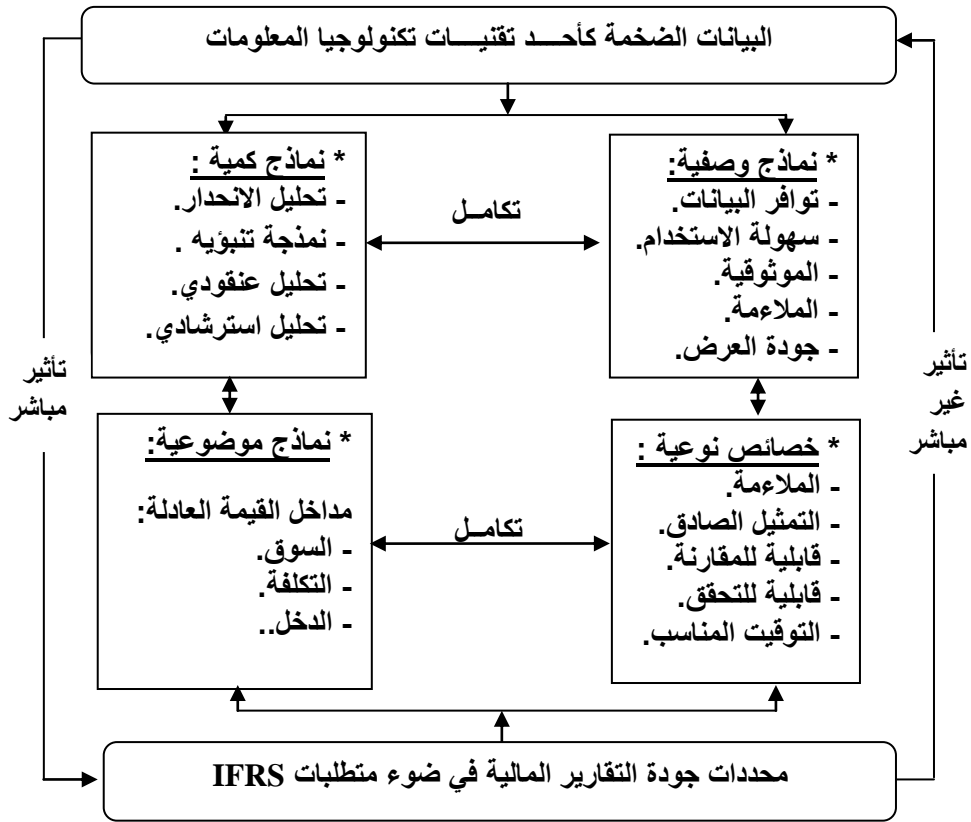 البيانات الضخمة كأحـــد تقنيـــات تكنولوجيا المعلومات
* نماذج وصفية:
- توافر البيانات.
- سهولة الاستخدام.
- الموثوقية.
- الملاءمة.
- جودة العرض.
تكامــل
* نماذج كمية :
- تحليل الانحدار.
- نمذجة تنبؤيه .
- تحليل عنقودي.
- تحليل استرشادي.
تأثير
غير
مباشر
تأثير
مباشر
* خصائص نوعية :
- الملاءمة.
- التمثيل الصادق.
- قابلية للمقارنة.
- قابلية للتحقق.
- التوقيت المناسب.
تكامــل
* نماذج موضوعية:
مداخل القيمة العادلة:
- السوق.
- التكلفة.
- الدخل..
محددات جودة التقارير المالية في ضوء متطلبات IFRS